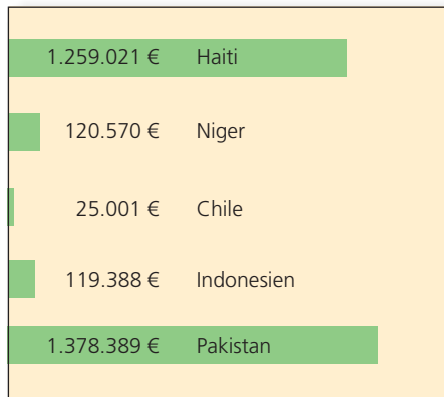 1.259.021 € Haiti
120.570 € Niger
25.001 € Chile
119.388 € Indonesien
1.378.389 € Pakistan